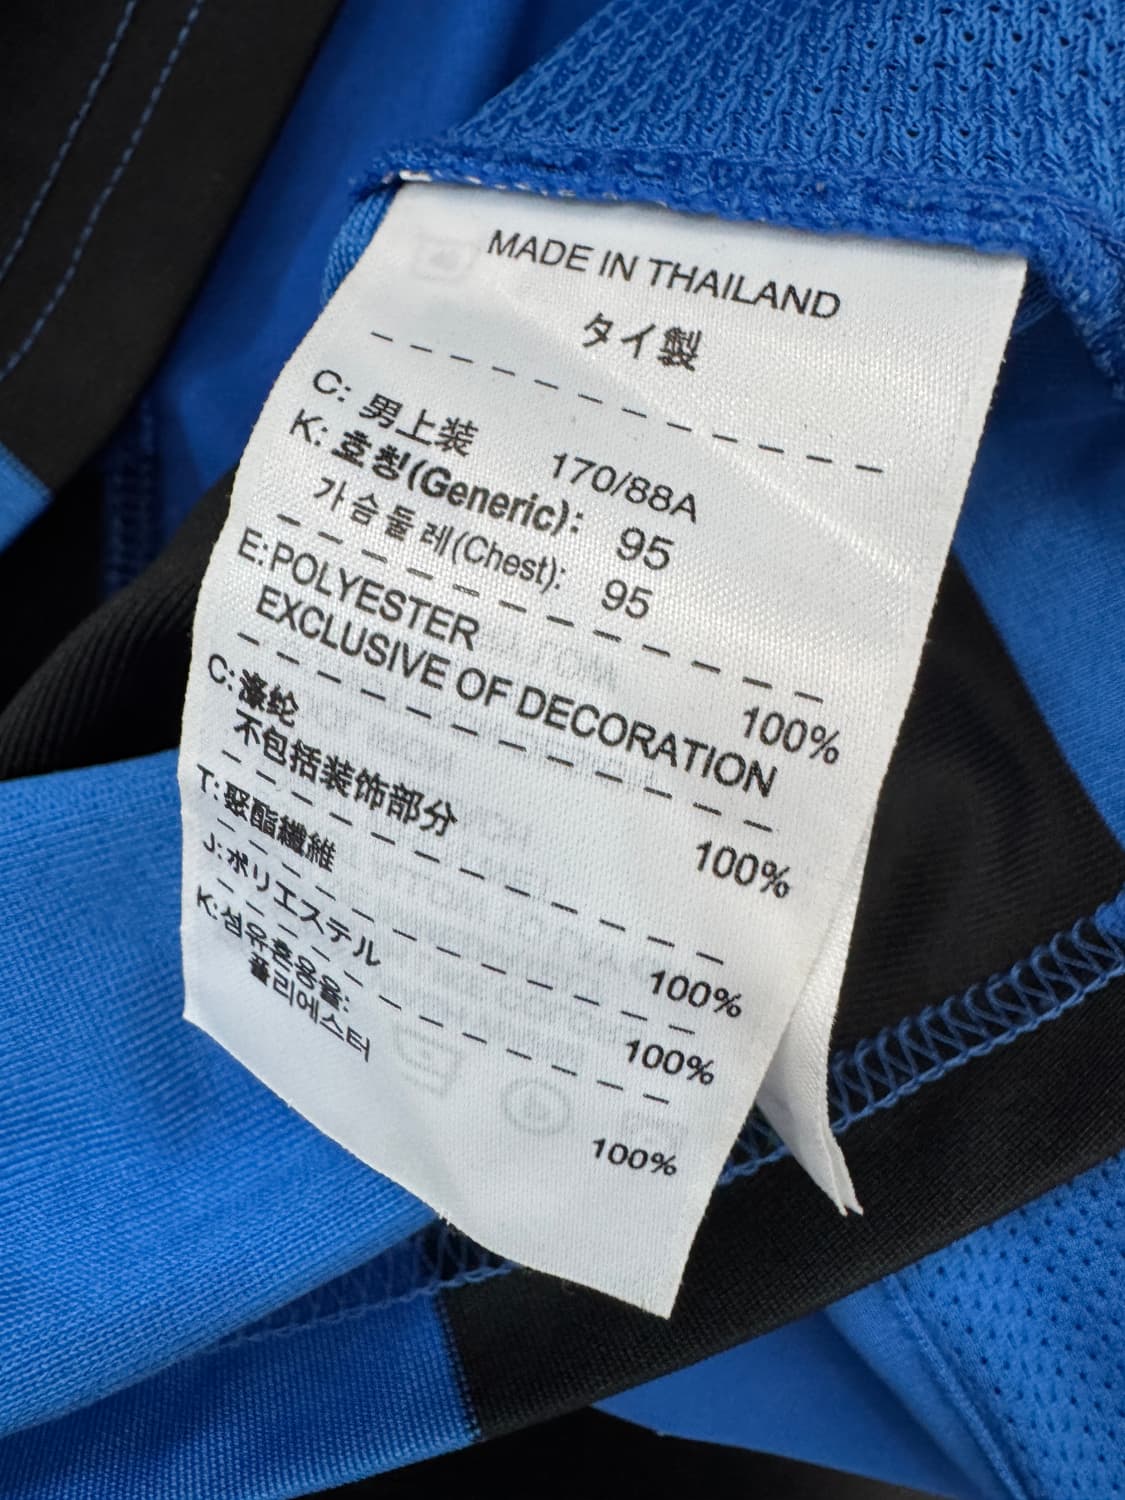 MADE IN THAILAND
タイ製
C: 男上装 170/88A
K: 호칭(Generic): 95
가슴둘레(Chest): 95
E:POLYESTER 100%
EXCLUSIVE OF DECORATION
C:涤纶 100%
不包括装饰部分
T:聚酯纖維 100%
J:ポリエステル 100%
K:섬유혼용율:
폴리에스터 100%